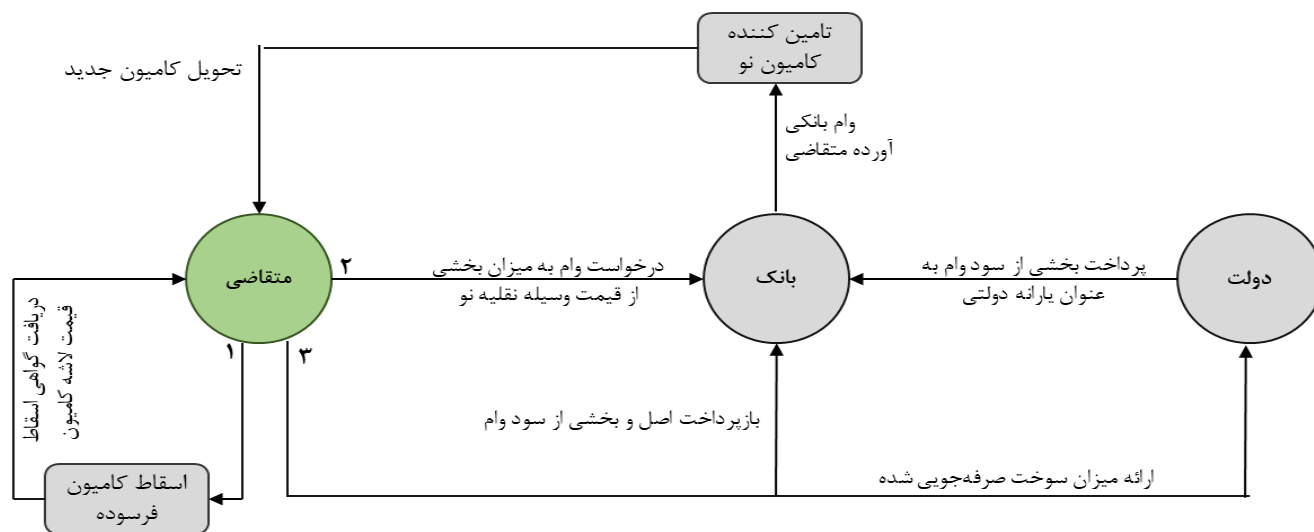 تامین کننده
کامیون نو
تحویل کامیون جدید
وام بانکی
آورده متقاضی
متقاضی
۲
درخواست وام به میزان بخشی
از قیمت وسیله نقلیه نو
بانک
پرداخت بخشی از سود وام به
عنوان یارانه دولتی
دولت
۱
۳
دریافت گواهی اسقاط
قیمت لاشه کامیون
بازپرداخت اصل و بخشی از سود وام
اسقاط کامیون
فرسوده
ارائه میزان سوخت صرفه‌جویی شده